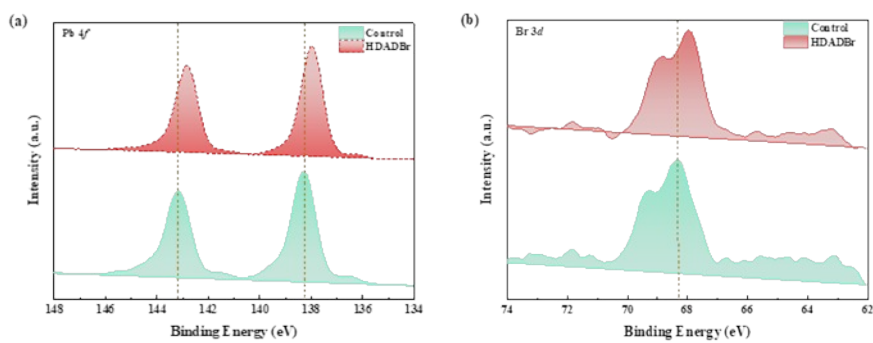 (a)
Pb 4f
Control
HDADBr
Intensity (a.u.)
148
146
144
142
140
138
136
134
Binding Energy (eV)
(b)
Br 3d
Control
HDADBr
Intensity (a.u.)
74
72
70
68
66
64
62
Binding Energy (eV)